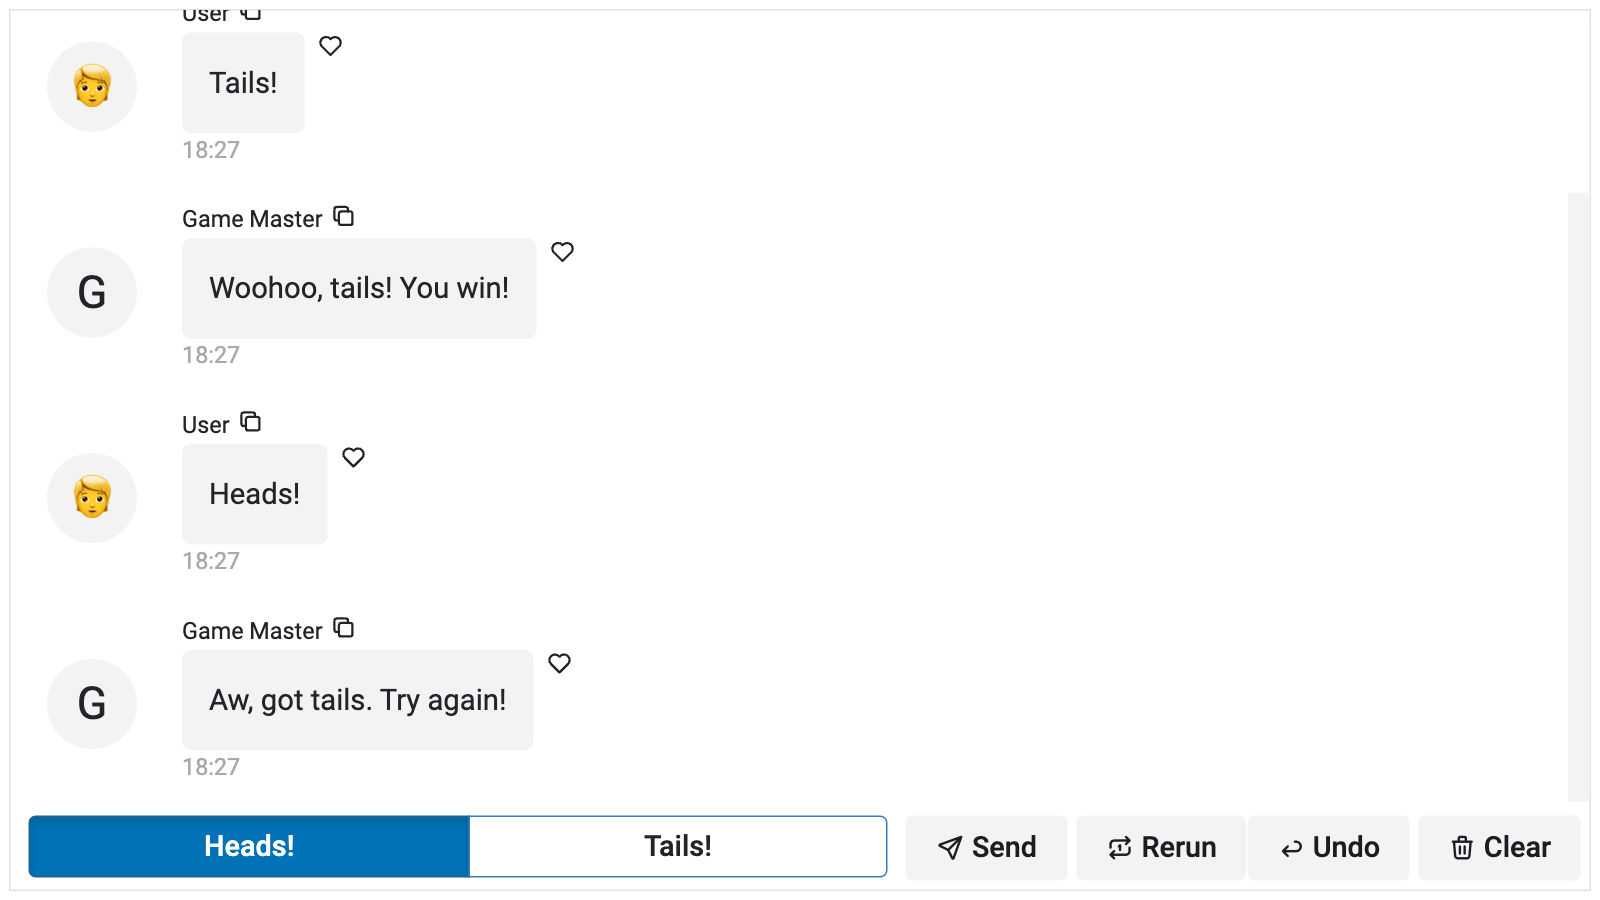 User
Tails!
18:27
Game Master
G
Woohoo, tails! You win!
18:27
User
Heads!
18:27
Game Master
G
Aw, got tails. Try again!
18:27
Heads! Tails! Send Rerun Undo Clear